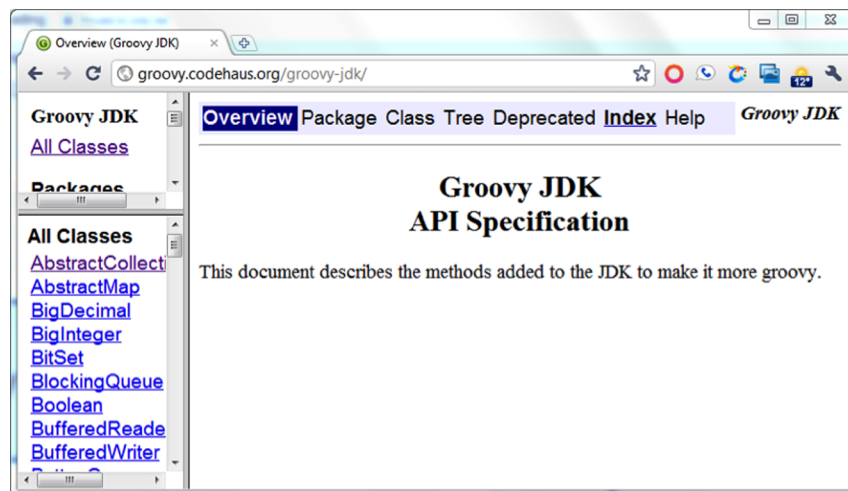 Overview (Groovy JDK)
groovy.codehaus.org/groovy-jdk/
12°
Groovy JDK
All Classes
Packages
All Classes
AbstractCollecti
AbstractMap
BigDecimal
BigInteger
BitSet
BlockingQueue
Boolean
BufferedReade
BufferedWriter
Overview Package Class Tree Deprecated Index Help
Groovy JDK
Groovy JDK
API Specification
This document describes the methods added to the JDK to make it more groovy.